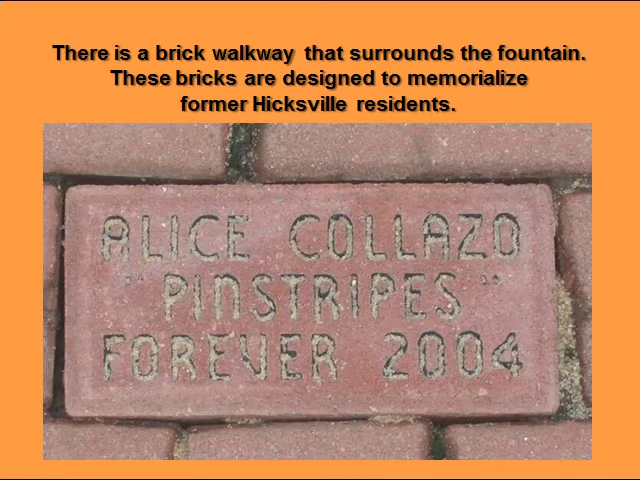 There is a brick walkway that surrounds the fountain.
These bricks are designed to memorialize
former Hicksville residents.
ALICE COLLAZO
"PINSTRIPES"
FOREVER 2004